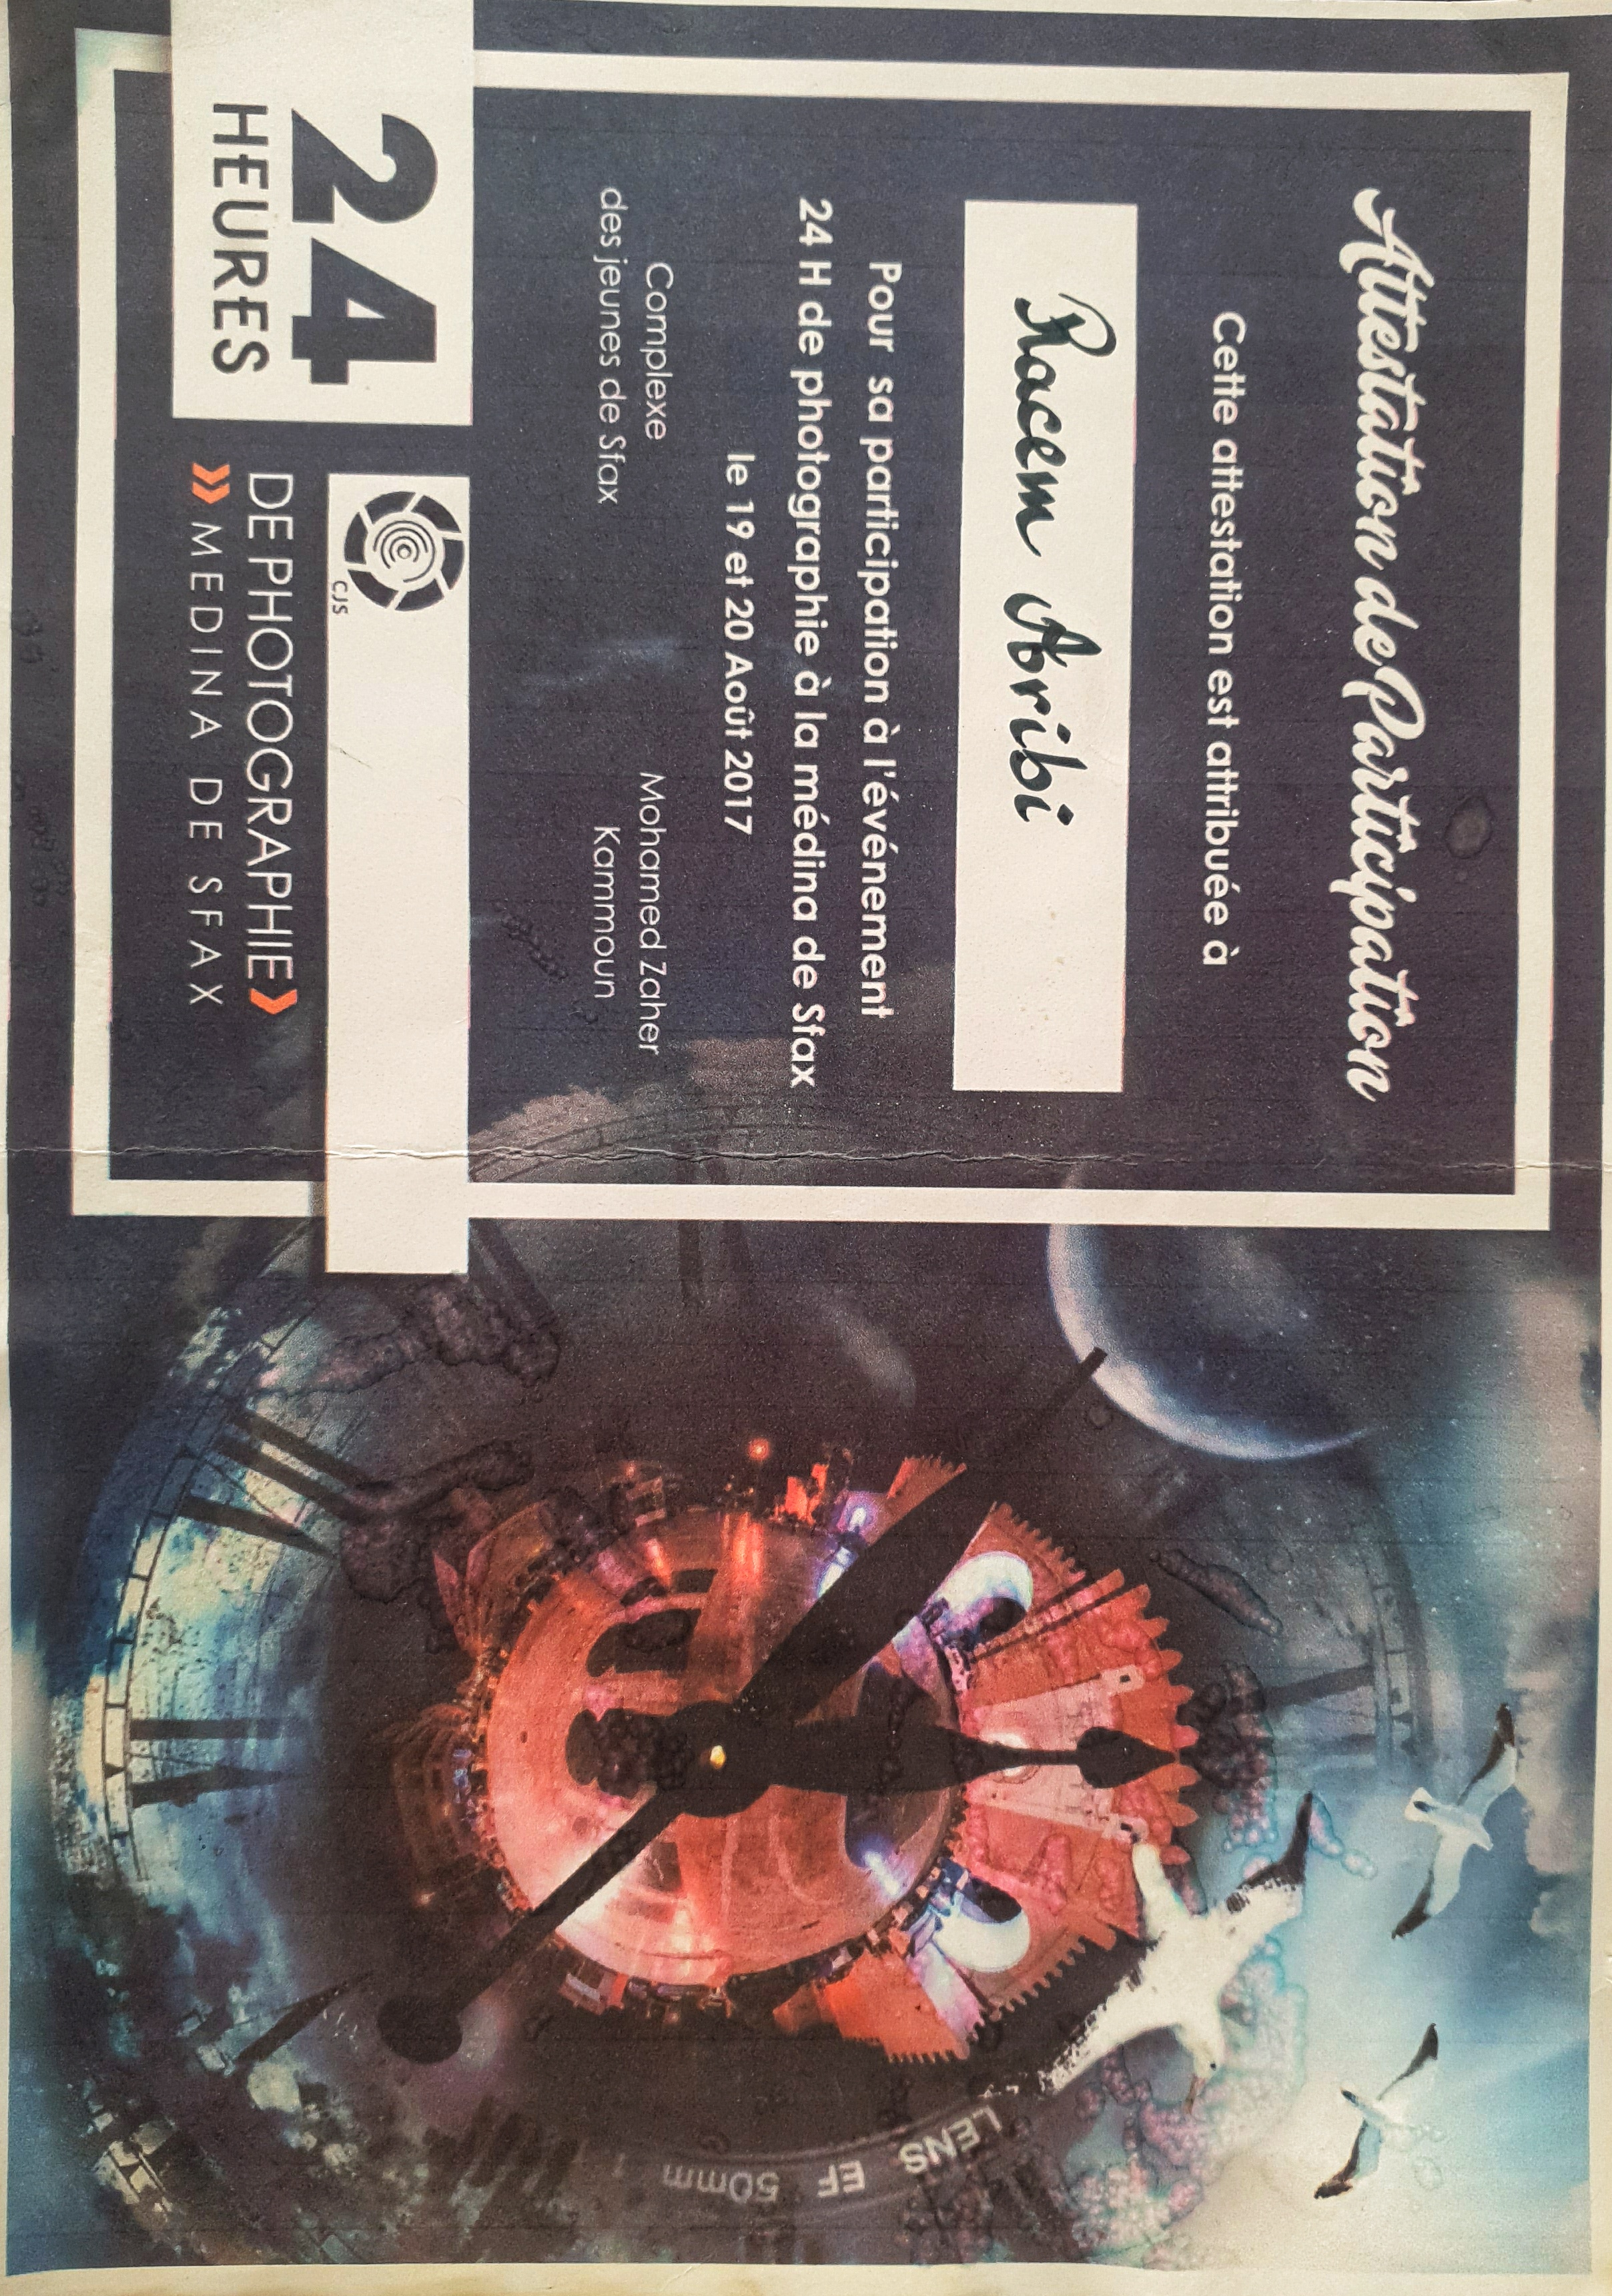 Attestation de Participation
Cette attestation est attribuée à
Racem Aribi
Pour sa participation à l'événement
24 H de photographie à la médina de Sfax
le 19 et 20 Août 2017
Complexe
des jeunes de Sfax
Mohamed Zaher
Kammoun
24
HEURES
CJS
DE PHOTOGRAPHIE
MEDINA DE SFAX
LENS EF 50mm